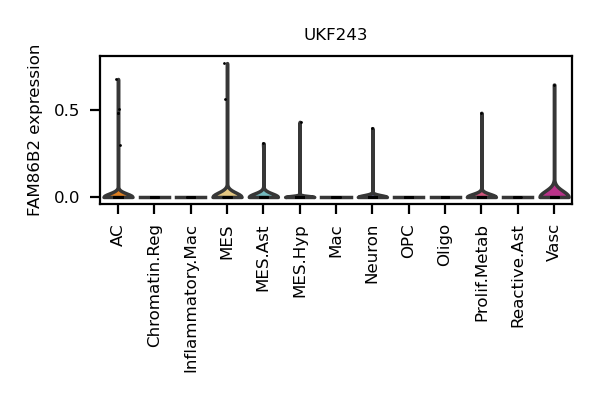 UKF243
FAM86B2 expression
0.5
0.0
AC
Chromatin.Reg
Inflammatory.Mac
MES
MES.Ast
MES.Hyp
Mac
Neuron
OPC
Oligo
Prolif.Metab
Reactive.Ast
Vasc